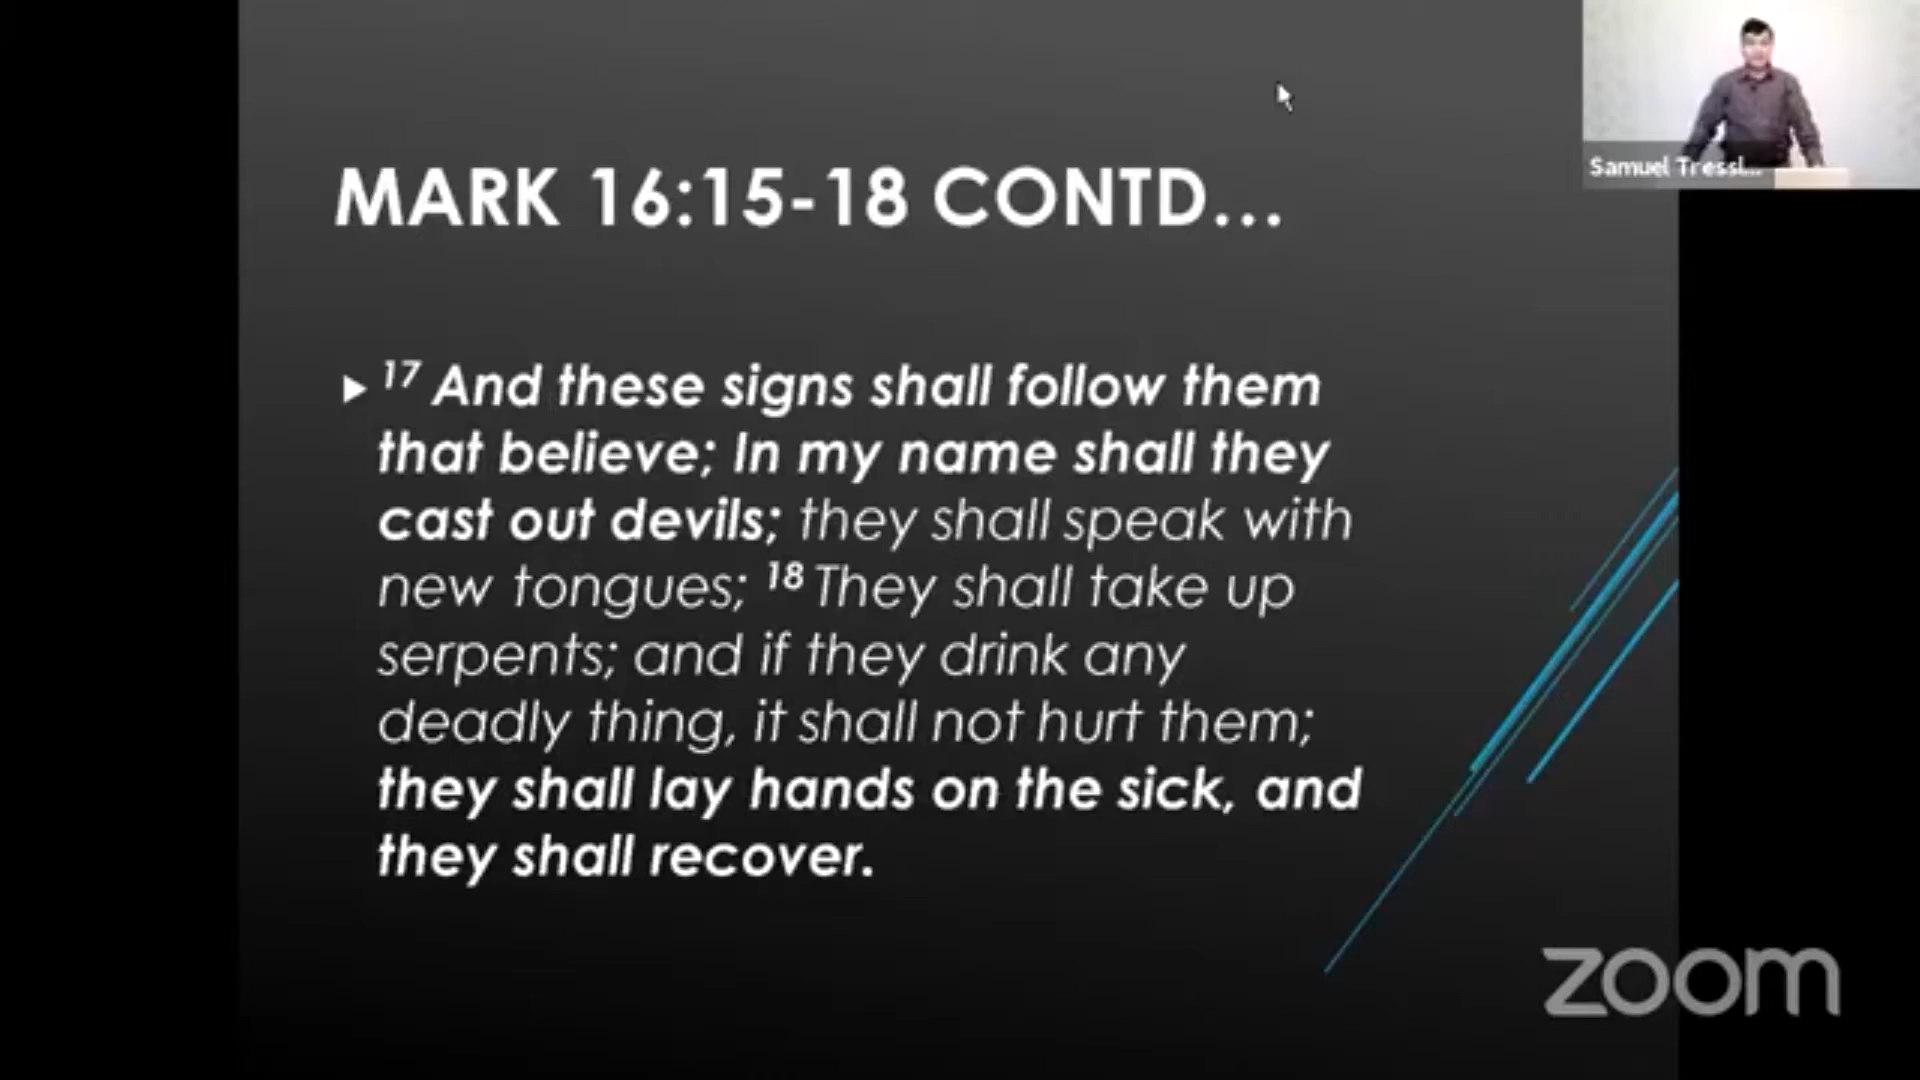 MARK 16:15-18 CONTD...
17 And these signs shall follow them
that believe; In my name shall they
cast out devils; they shall speak with
new tongues; 18 They shall take up
serpents; and if they drink any
deadly thing, it shall not hurt them;
they shall lay hands on the sick, and
they shall recover.
Samuel Tressl...
zoom